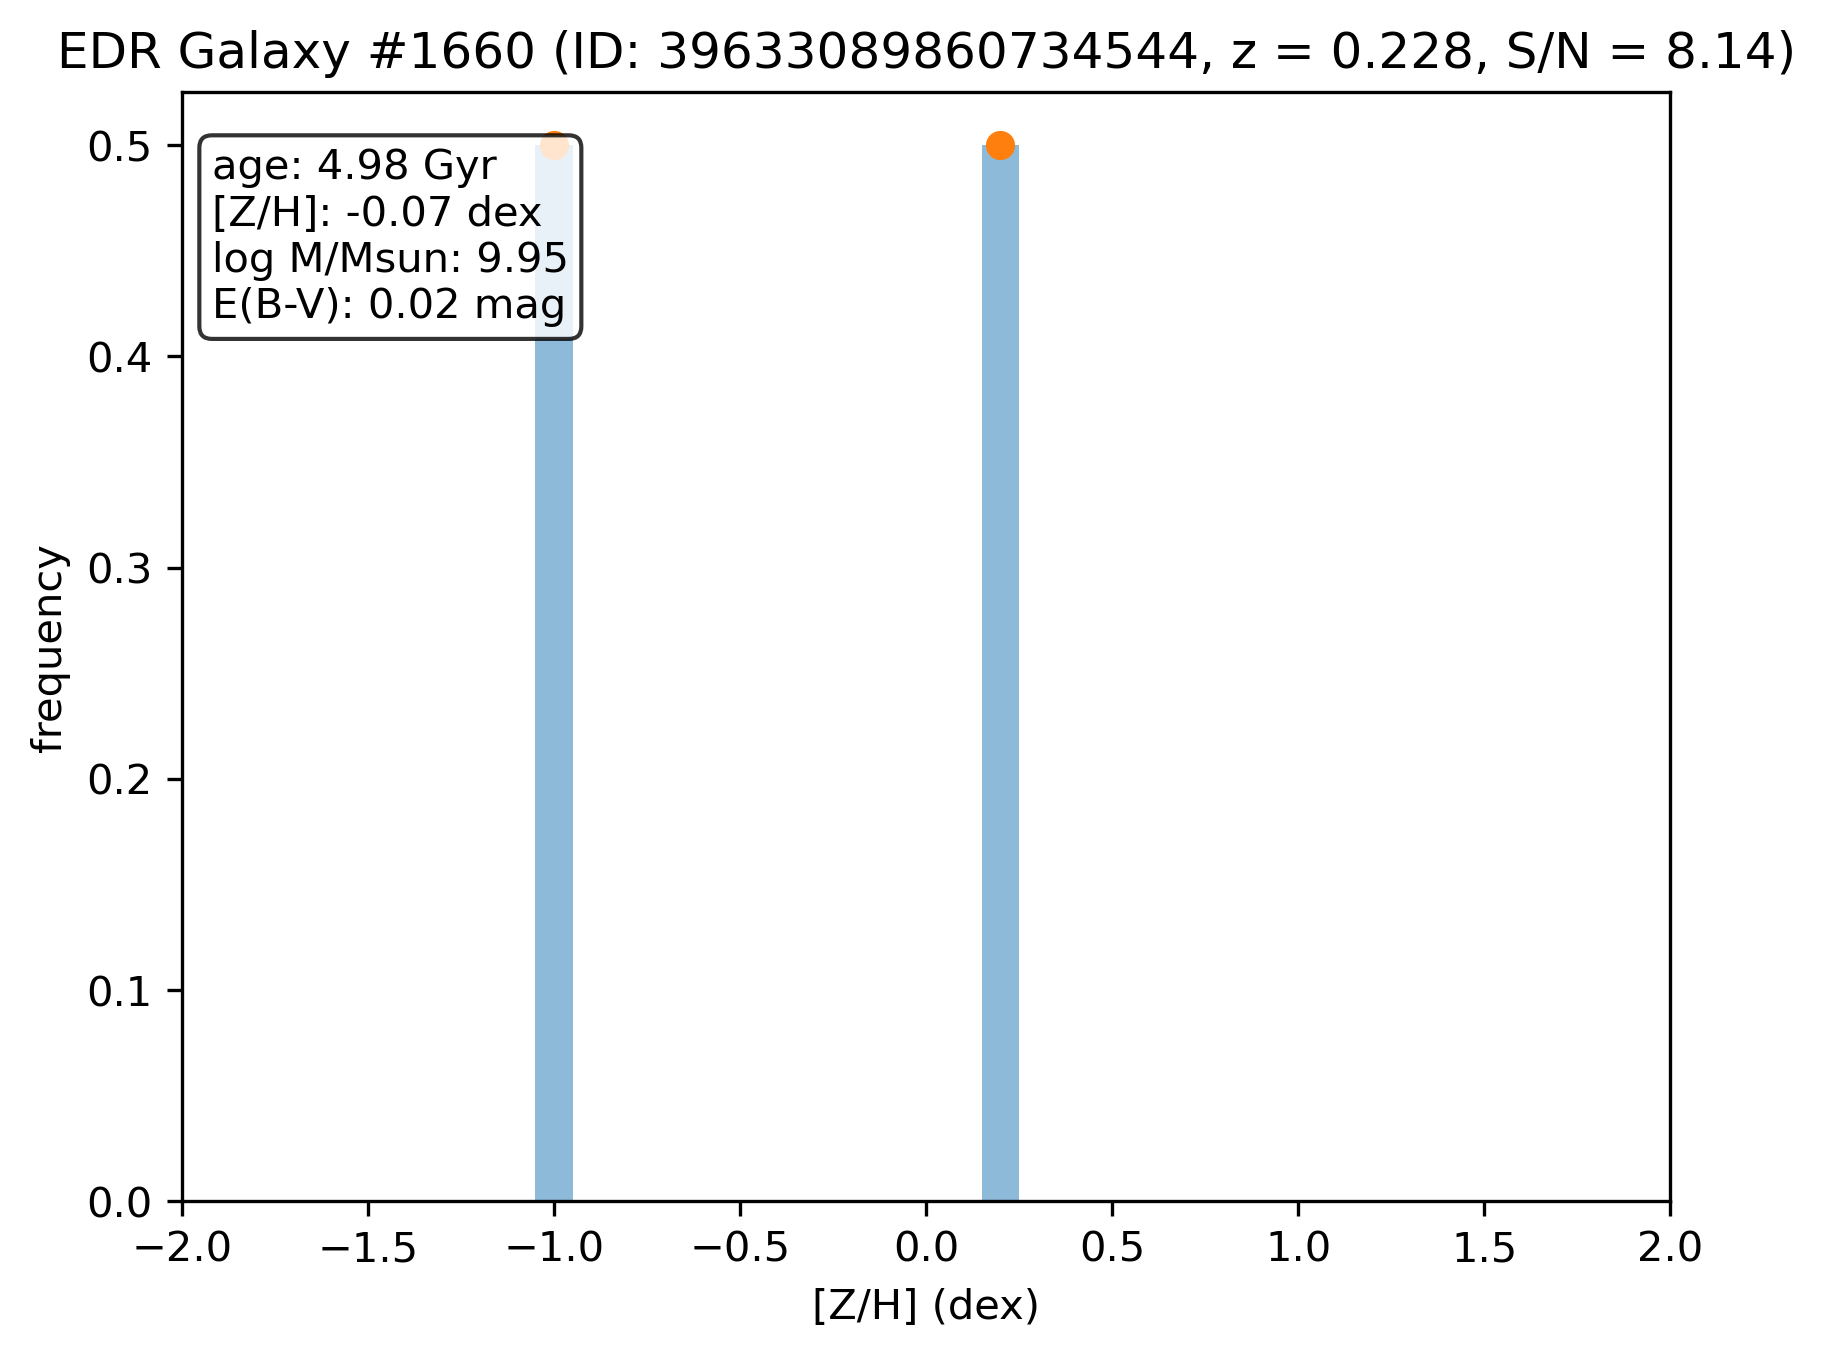 EDR Galaxy #1660 (ID: 39633089860734544, z = 0.228, S/N = 8.14)
age: 4.98 Gyr
[Z/H]: -0.07 dex
log M/Msun: 9.95
E(B-V): 0.02 mag
0.5
0.4
0.3
0.2
0.1
0.0
frequency
−2.0 −1.5 −1.0 −0.5 0.0 0.5 1.0 1.5 2.0
[Z/H] (dex)